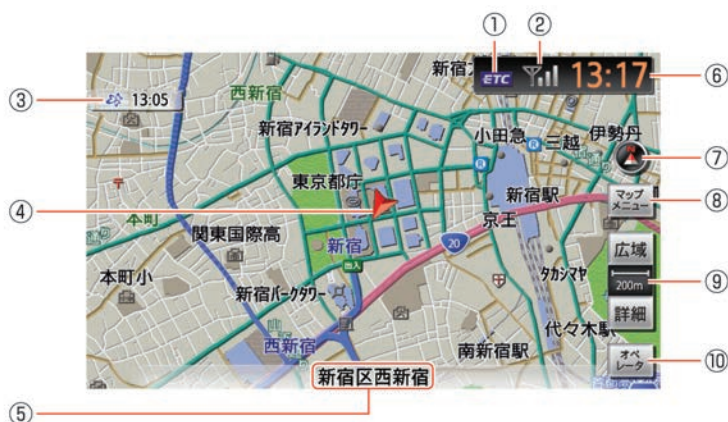 ① ②
ETC 13:17 ⑥
新宿
③ 13:05
西新宿
新宿アイランドタワー
小田急 三越 伊勢丹
⑦
東京都庁
新宿駅
マップ
メニュー ⑧
④
本町
関東国際高
新宿
京王
20
出入
広域
本町小
新宿パークタワー
タカシマヤ
200m ⑨
詳細
西新宿
南新宿駅
代々木駅
オペ
レータ ⑩
新宿区西新宿
⑤